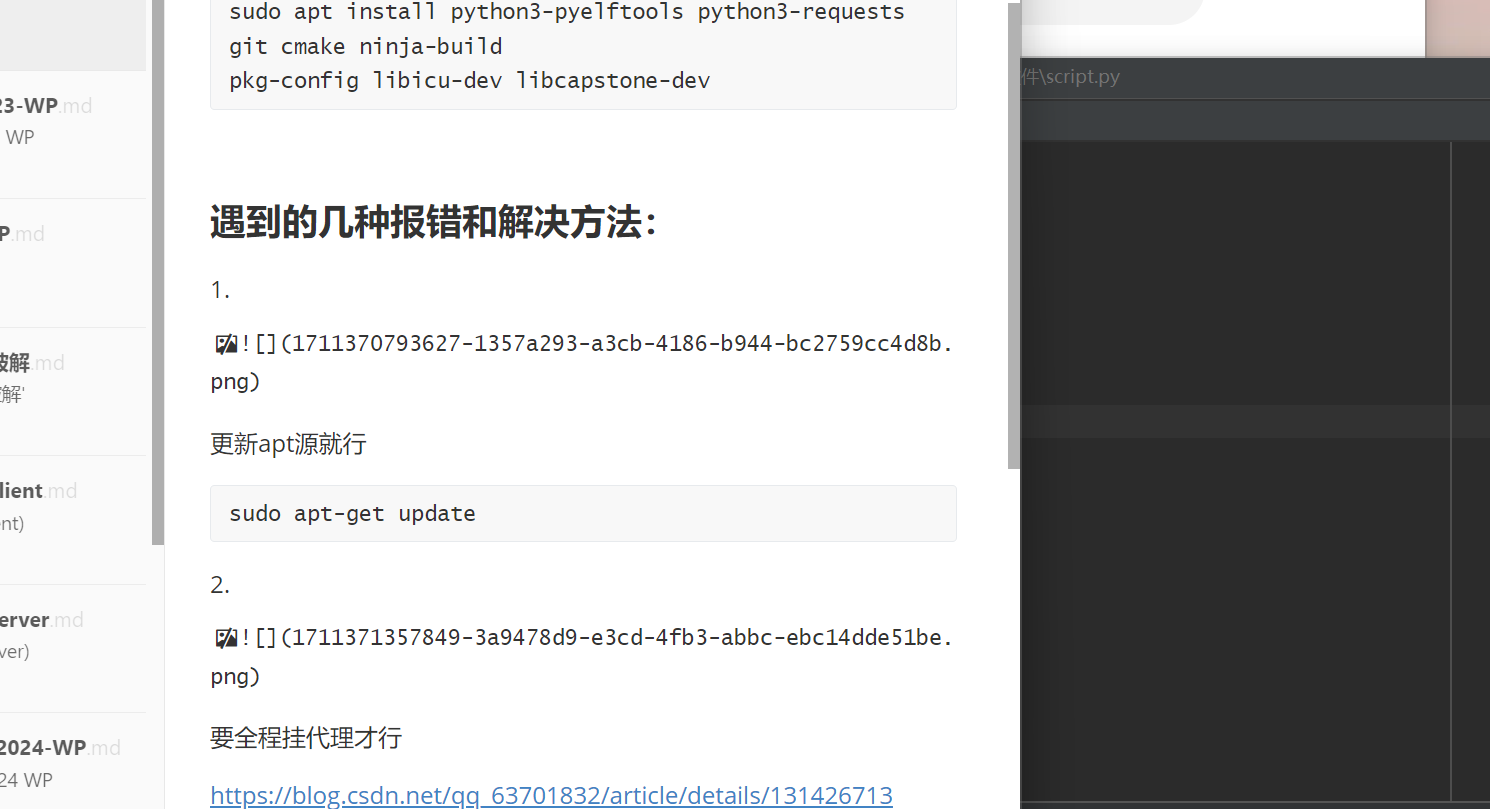 sudo apt install python3-pyelftools python3-requests
git cmake ninja-build
pkg-config libicu-dev libcapstone-dev
遇到的几种报错和解决方法：
1.
![](1711370793627-1357a293-a3cb-4186-b944-bc2759cc4d8b.
png)
更新apt源就行
sudo apt-get update
2.
![](1711371357849-3a9478d9-e3cd-4fb3-abbc-ebc14dde51be.
png)
要全程挂代理才行
https://blog.csdn.net/qq_63701832/article/details/131426713
23-WP.md
WP
P.md
破解.md
解'
lient.md
nt)
erver.md
ver)
2024-WP.md
24 WP
件\script.py